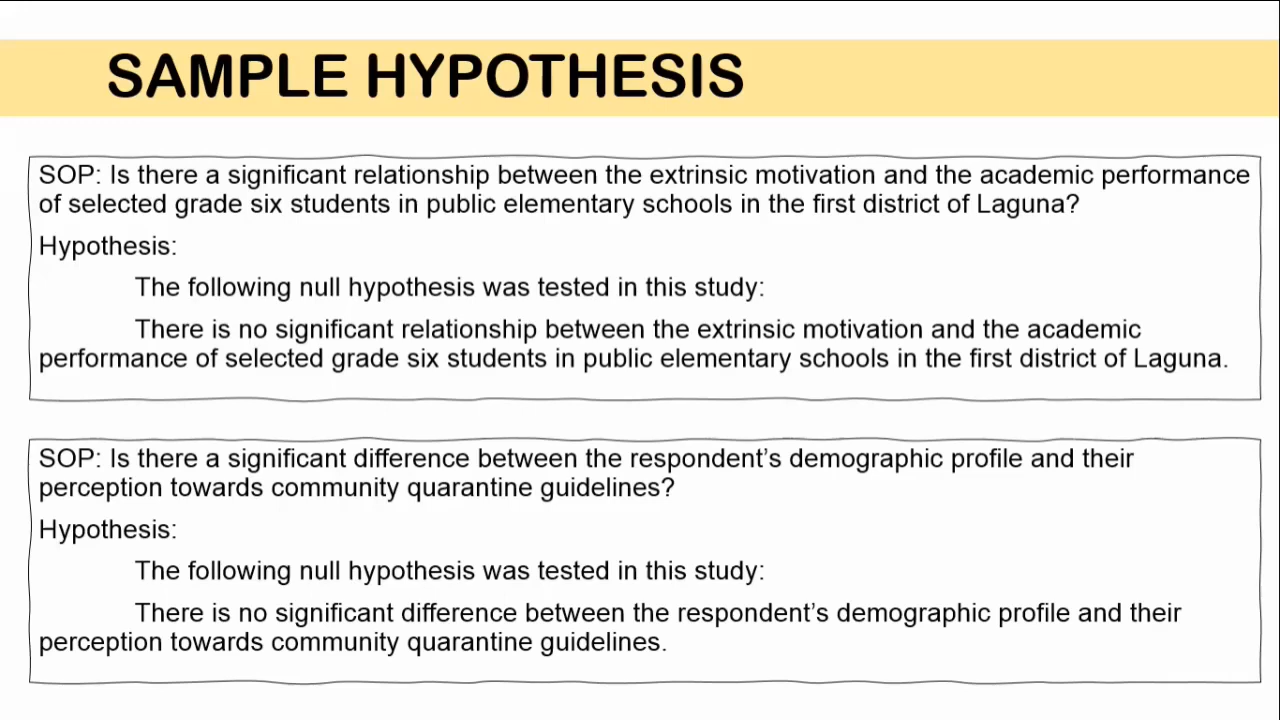 SAMPLE HYPOTHESIS
SOP: Is there a significant relationship between the extrinsic motivation and the academic performance
of selected grade six students in public elementary schools in the first district of Laguna?
Hypothesis:
The following null hypothesis was tested in this study:
There is no significant relationship between the extrinsic motivation and the academic
performance of selected grade six students in public elementary schools in the first district of Laguna.
SOP: Is there a significant difference between the respondent’s demographic profile and their
perception towards community quarantine guidelines?
Hypothesis:
The following null hypothesis was tested in this study:
There is no significant difference between the respondent’s demographic profile and their
perception towards community quarantine guidelines.